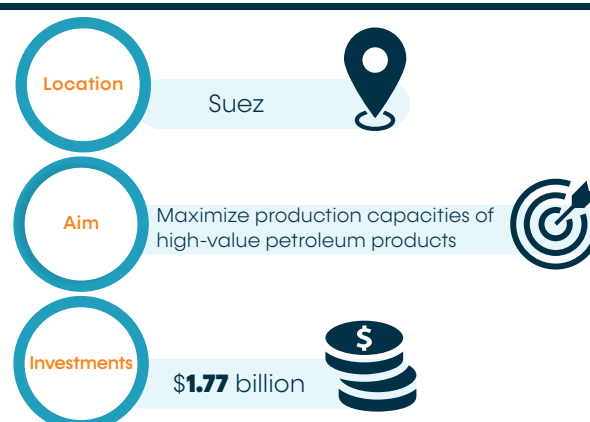 Location
Suez
Aim
Maximize production capacities of
high-value petroleum products
$
Investments
$1.77 billion